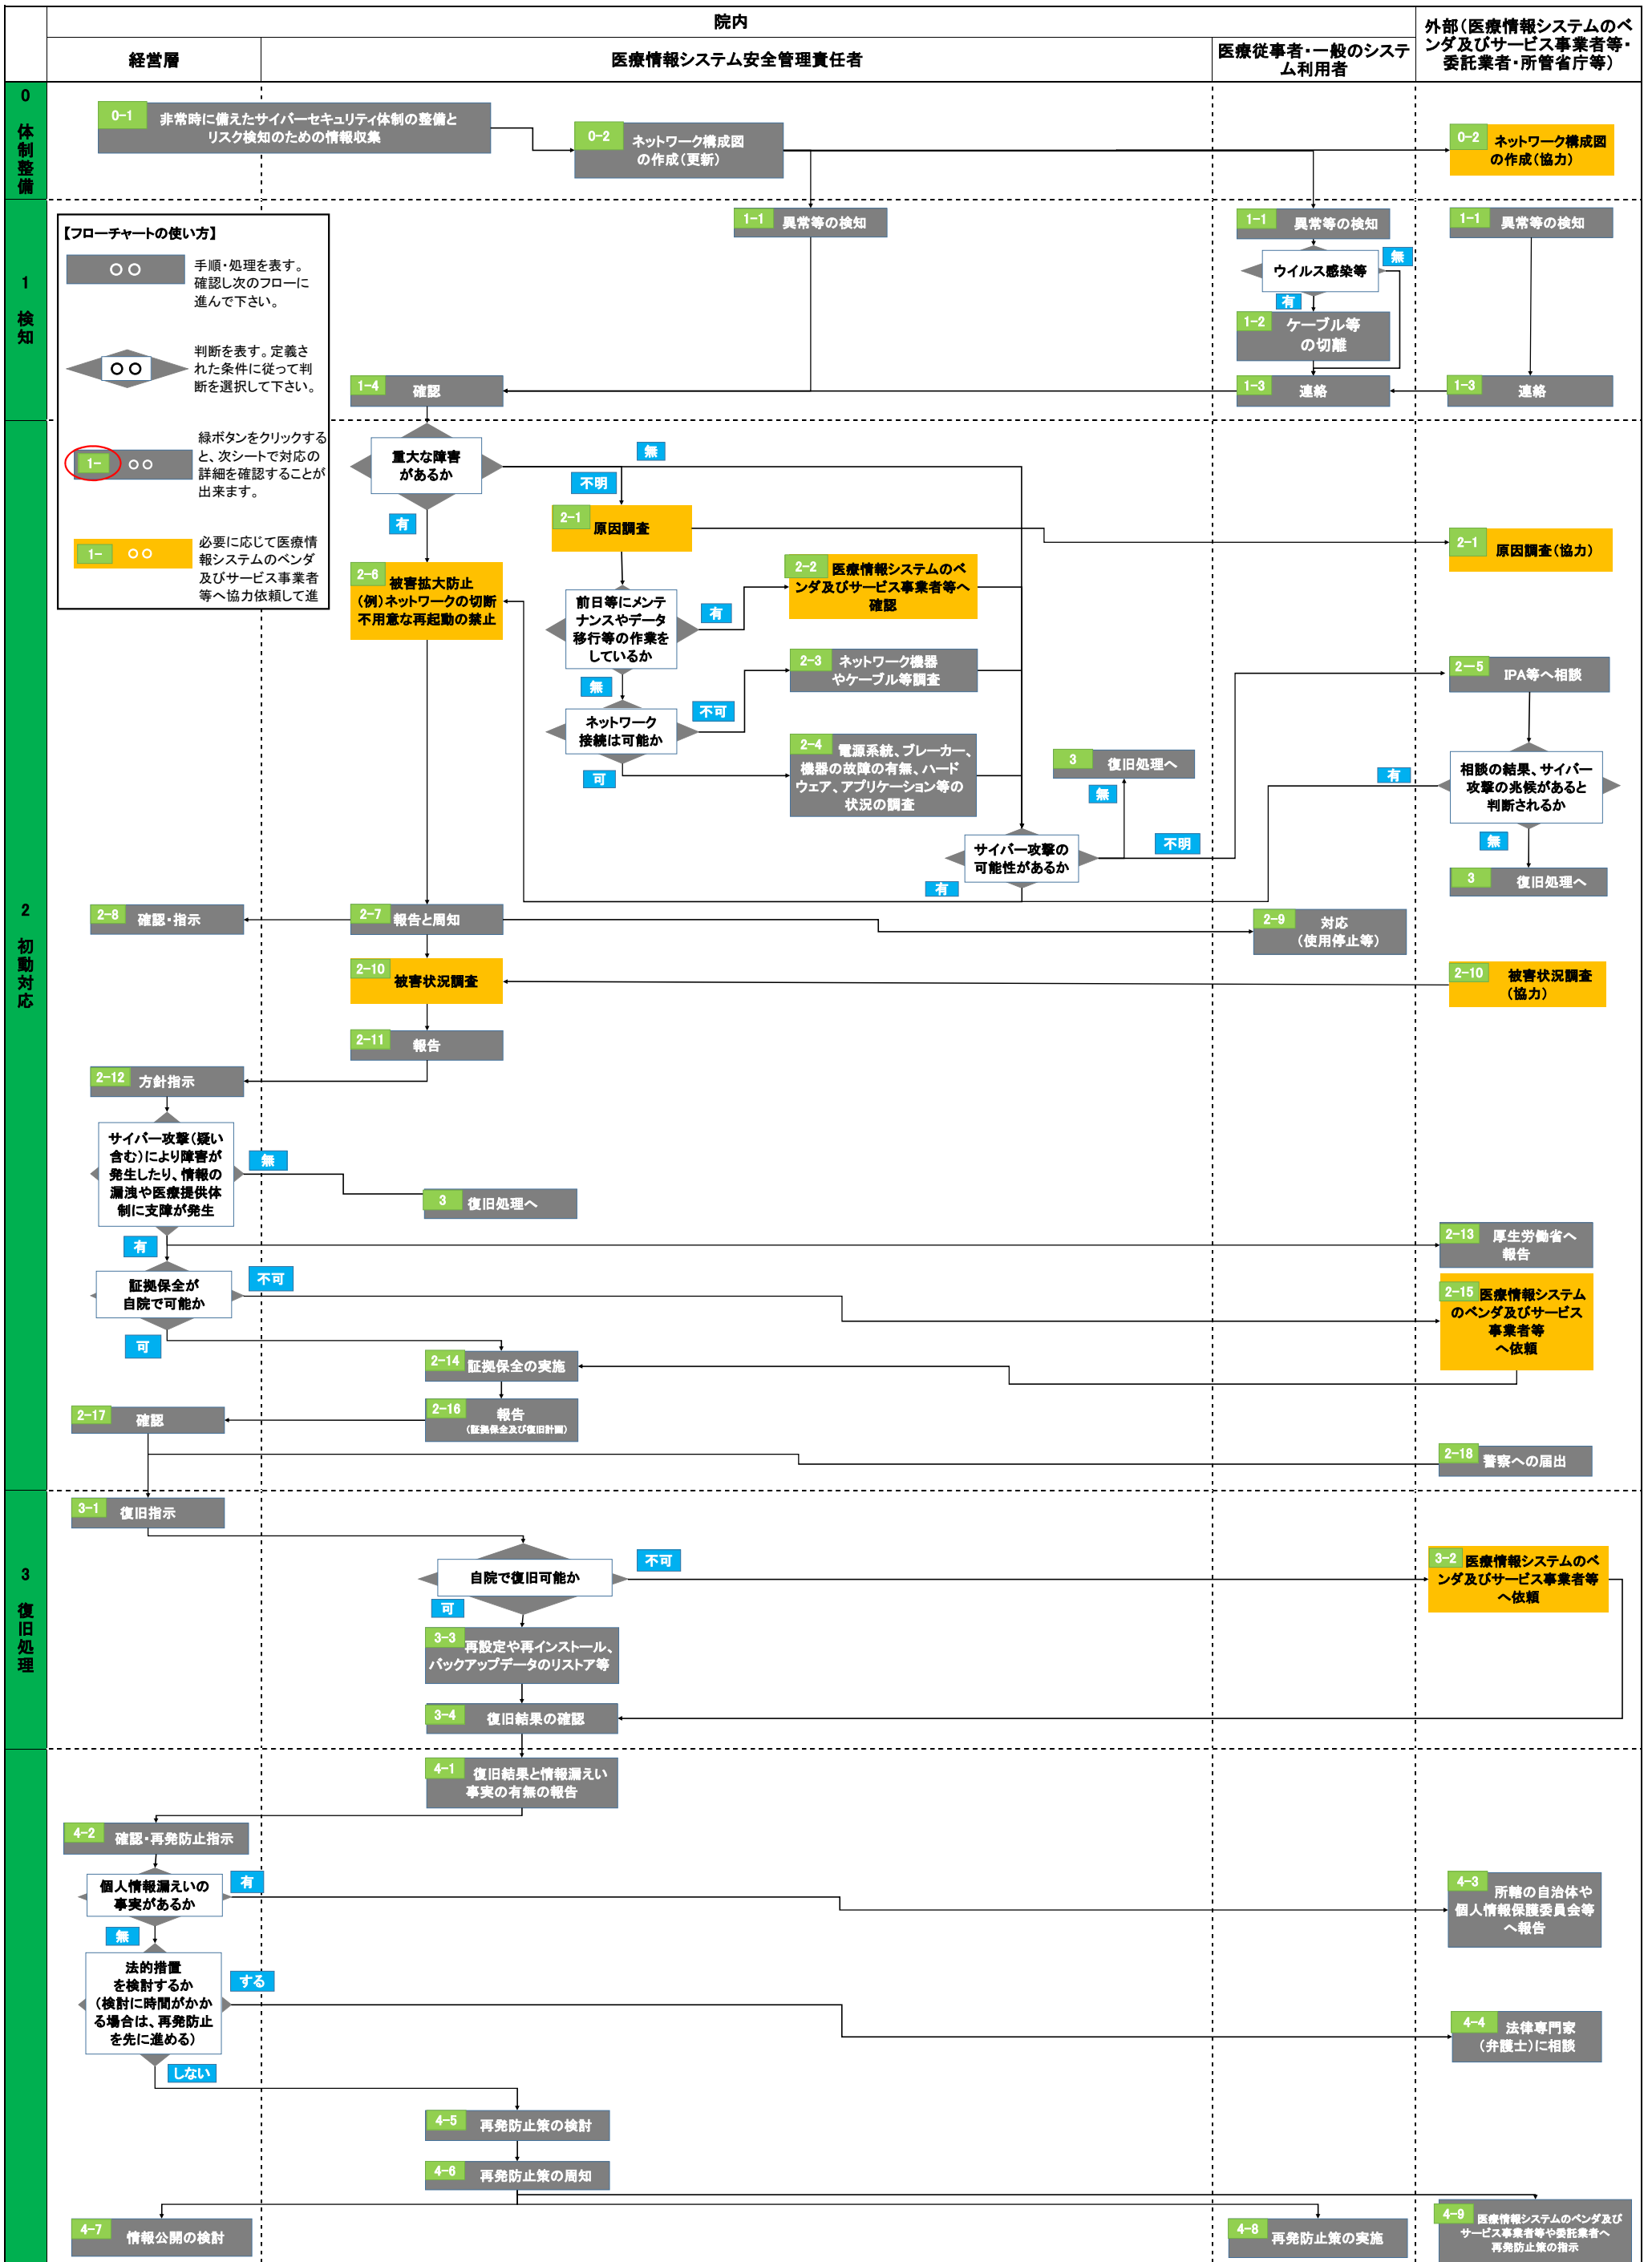 院内
外部（医療情報システムのベ
ンダ及びサービス事業者等・
委託業者・所管省庁等）
経営層
医療情報システム安全管理責任者
医療従事者・一般のシステ
ム利用者
0
体制整備
0-1
非常時に備えたサイバーセキュリティ体制の整備と
リスク検知のための情報収集
0-2
ネットワーク構成図
の作成（更新）
0-2
ネットワーク構成図
の作成（協力）
1
検知
【フローチャートの使い方】
○○
手順・処理を表す。
確認し次のフローに
進んで下さい。
○○
判断を表す。定義さ
れた条件に従って判
断を選択して下さい。
1-
○○
緑ボタンをクリックする
と、次シートで対応の
詳細を確認することが
出来ます。
1-
○○
必要に応じて医療情
報システムのベンダ
及びサービス事業者
等へ協力依頼して進
1-1 異常等の検知
1-1 異常等の検知
1-1 異常等の検知
ウイルス感染等
無
有
1-2 ケーブル等
の切離
1-4 確認
1-3 連絡
1-3 連絡
2
初動対応
重大な障害
があるか
無
不明
有
2-1
原因調査
2-1
原因調査（協力）
2-6
被害拡大防止
（例）ネットワークの切断
不用意な再起動の禁止
2-2 医療情報システムのベ
ンダ及びサービス事業者等へ
確認
前日等にメンテ
ナンスやデータ
移行等の作業を
しているか
有
無
2-3 ネットワーク機器
やケーブル等調査
2-5
IPA等へ相談
ネットワーク
接続は可能か
不可
可
2-4 電源系統、ブレーカー、
機器の故障の有無、ハード
ウェア、アプリケーション等の
状況の調査
3 復旧処理へ
無
有
相談の結果、サイバー
攻撃の兆候があると
判断されるか
無
サイバー攻撃の
可能性があるか
不明
有
3 復旧処理へ
2-8 確認・指示
2-7 報告と周知
2-9 対応
（使用停止等）
2-10
被害状況調査
2-10 被害状況調査
（協力）
2-11 報告
2-12 方針指示
サイバー攻撃（疑い
含む）により障害が
発生したり、情報の
漏洩や医療提供体
制に支障が発生
無
3 復旧処理へ
有
2-13 厚生労働省へ
報告
証拠保全が
自院で可能か
不可
可
2-15 医療情報システム
のベンダ及びサービス
事業者等
へ依頼
2-14 証拠保全の実施
2-16 報告
（証拠保全及び復旧計画）
2-17 確認
2-18 警察への届出
3
復旧処理
3-1 復旧指示
自院で復旧可能か
不可
可
3-2 医療情報システムのベ
ンダ及びサービス事業者等
へ依頼
3-3 再設定や再インストール、
バックアップデータのリストア等
3-4 復旧結果の確認
4-1 復旧結果と情報漏えい
事実の有無の報告
4-2 確認・再発防止指示
個人情報漏えいの
事実があるか
有
無
4-3 所轄の自治体や
個人情報保護委員会等
へ報告
法的措置
を検討するか
（検討に時間がかか
る場合は、再発防止
を先に進める）
する
しない
4-4 法律専門家
（弁護士）に相談
4-5 再発防止策の検討
4-6 再発防止策の周知
4-7 情報公開の検討
4-8 再発防止策の実施
4-9 医療情報システムのベンダ及び
サービス事業者等や委託業者へ
再発防止策の指示